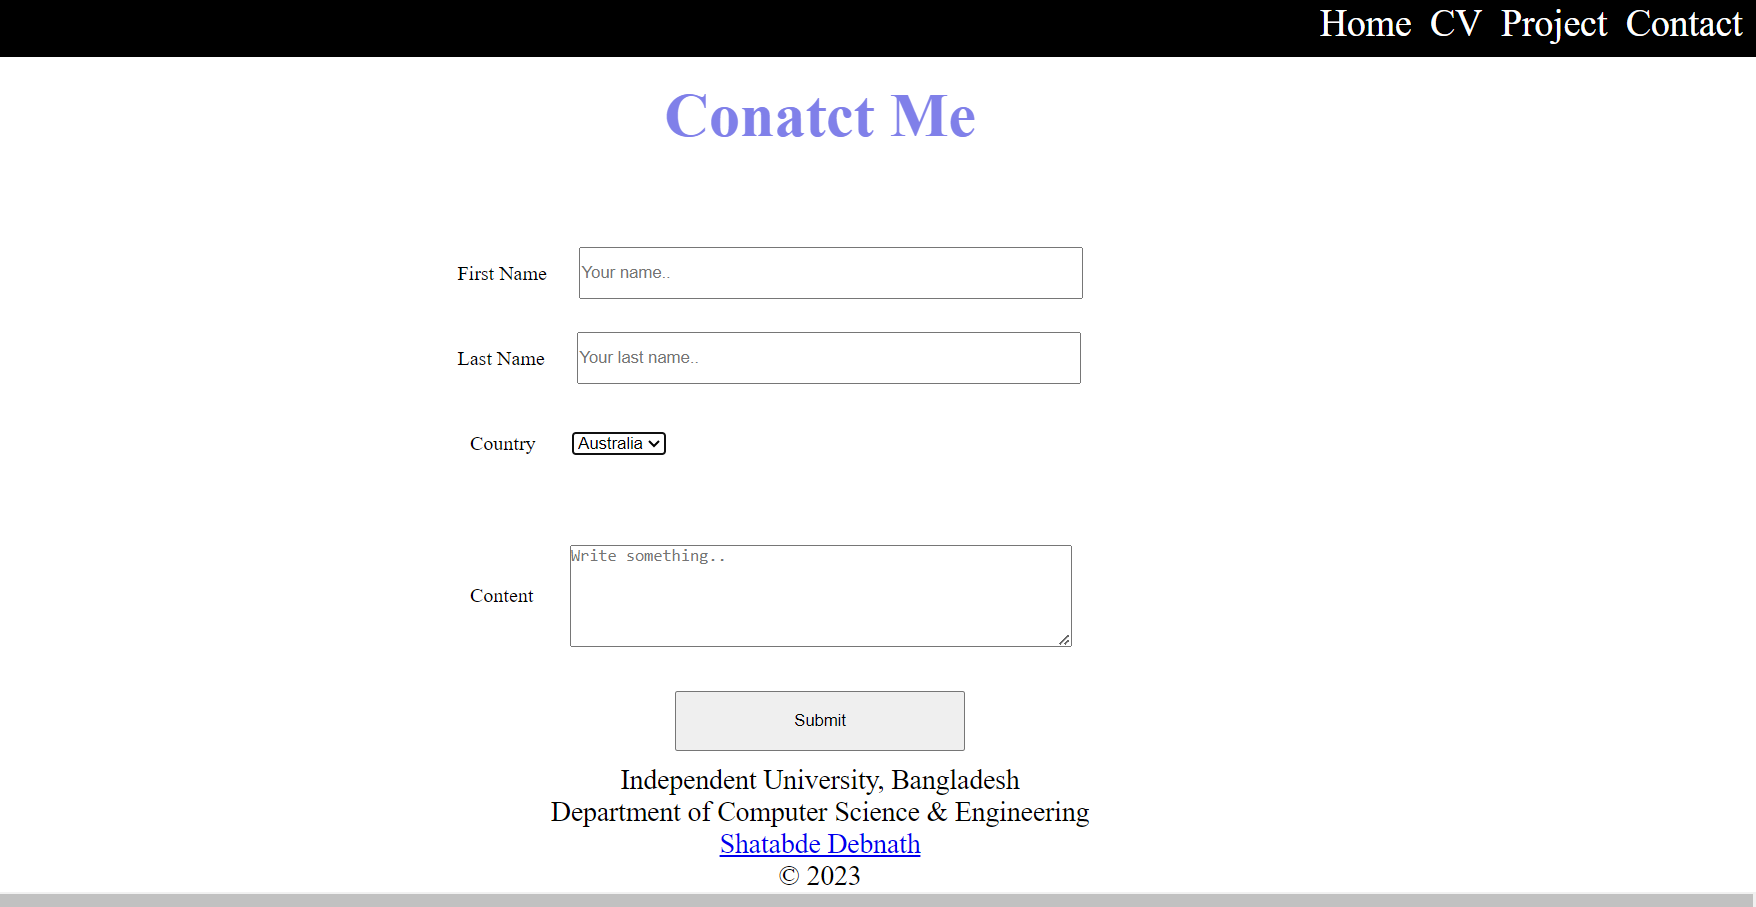 Home CV Project Contact
Conatct Me
First Name Your name..
Last Name Your last name..
Country Australia
Content Write something..
Submit
Independent University, Bangladesh
Department of Computer Science & Engineering
Shatabde Debnath
© 2023